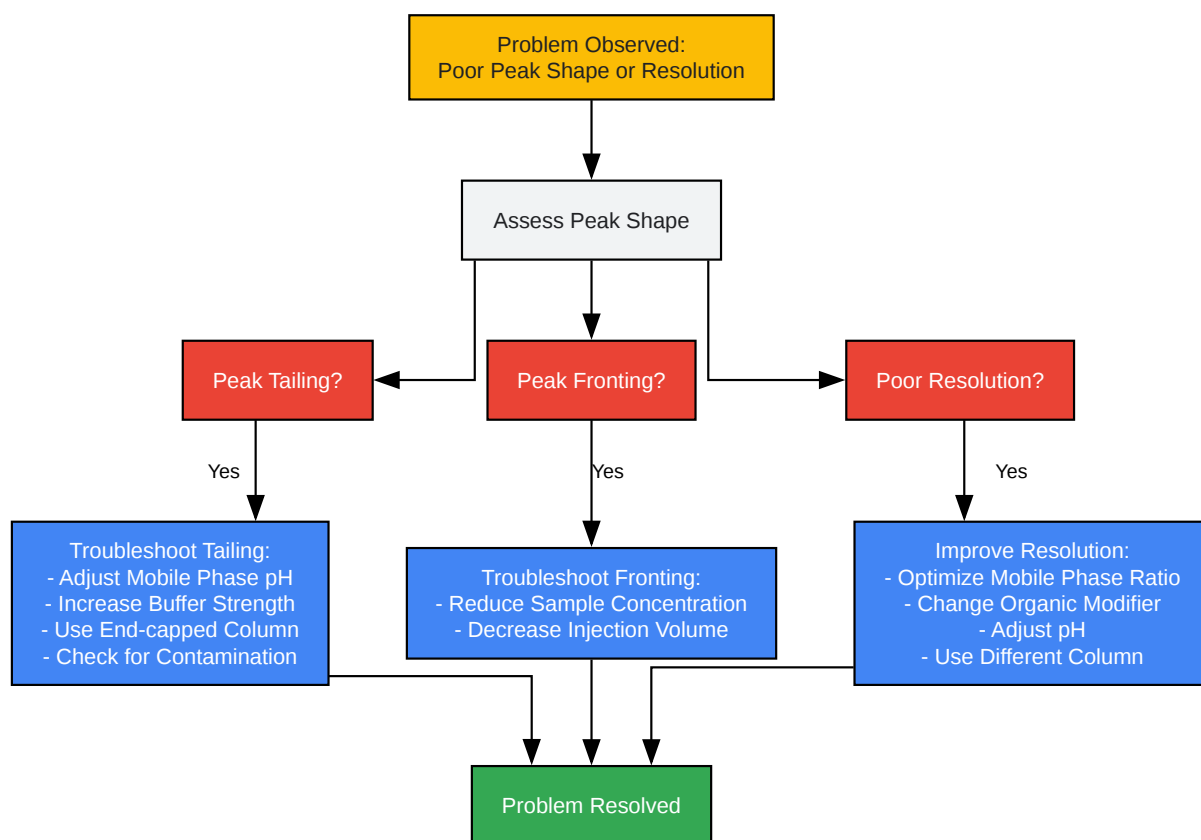 Problem Observed:
Poor Peak Shape or Resolution
Assess Peak Shape
Peak Tailing?
Peak Fronting?
Poor Resolution?
Yes
Yes
Yes
Troubleshoot Tailing:
- Adjust Mobile Phase pH
- Increase Buffer Strength
- Use End-capped Column
- Check for Contamination
Troubleshoot Fronting:
- Reduce Sample Concentration
- Decrease Injection Volume
Improve Resolution:
- Optimize Mobile Phase Ratio
- Change Organic Modifier
- Adjust pH
- Use Different Column
Problem Resolved